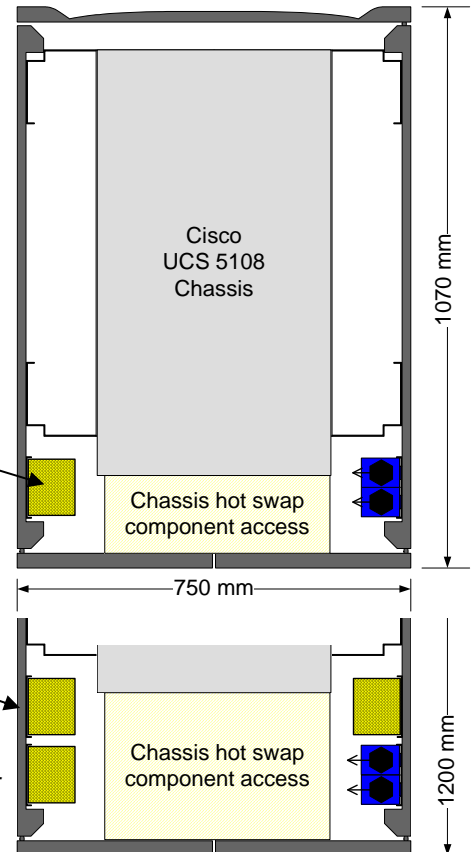 Cisco
UCS 5108
Chassis
1070 mm
Chassis hot swap
component access
750 mm
Chassis hot swap
component access
1200 mm